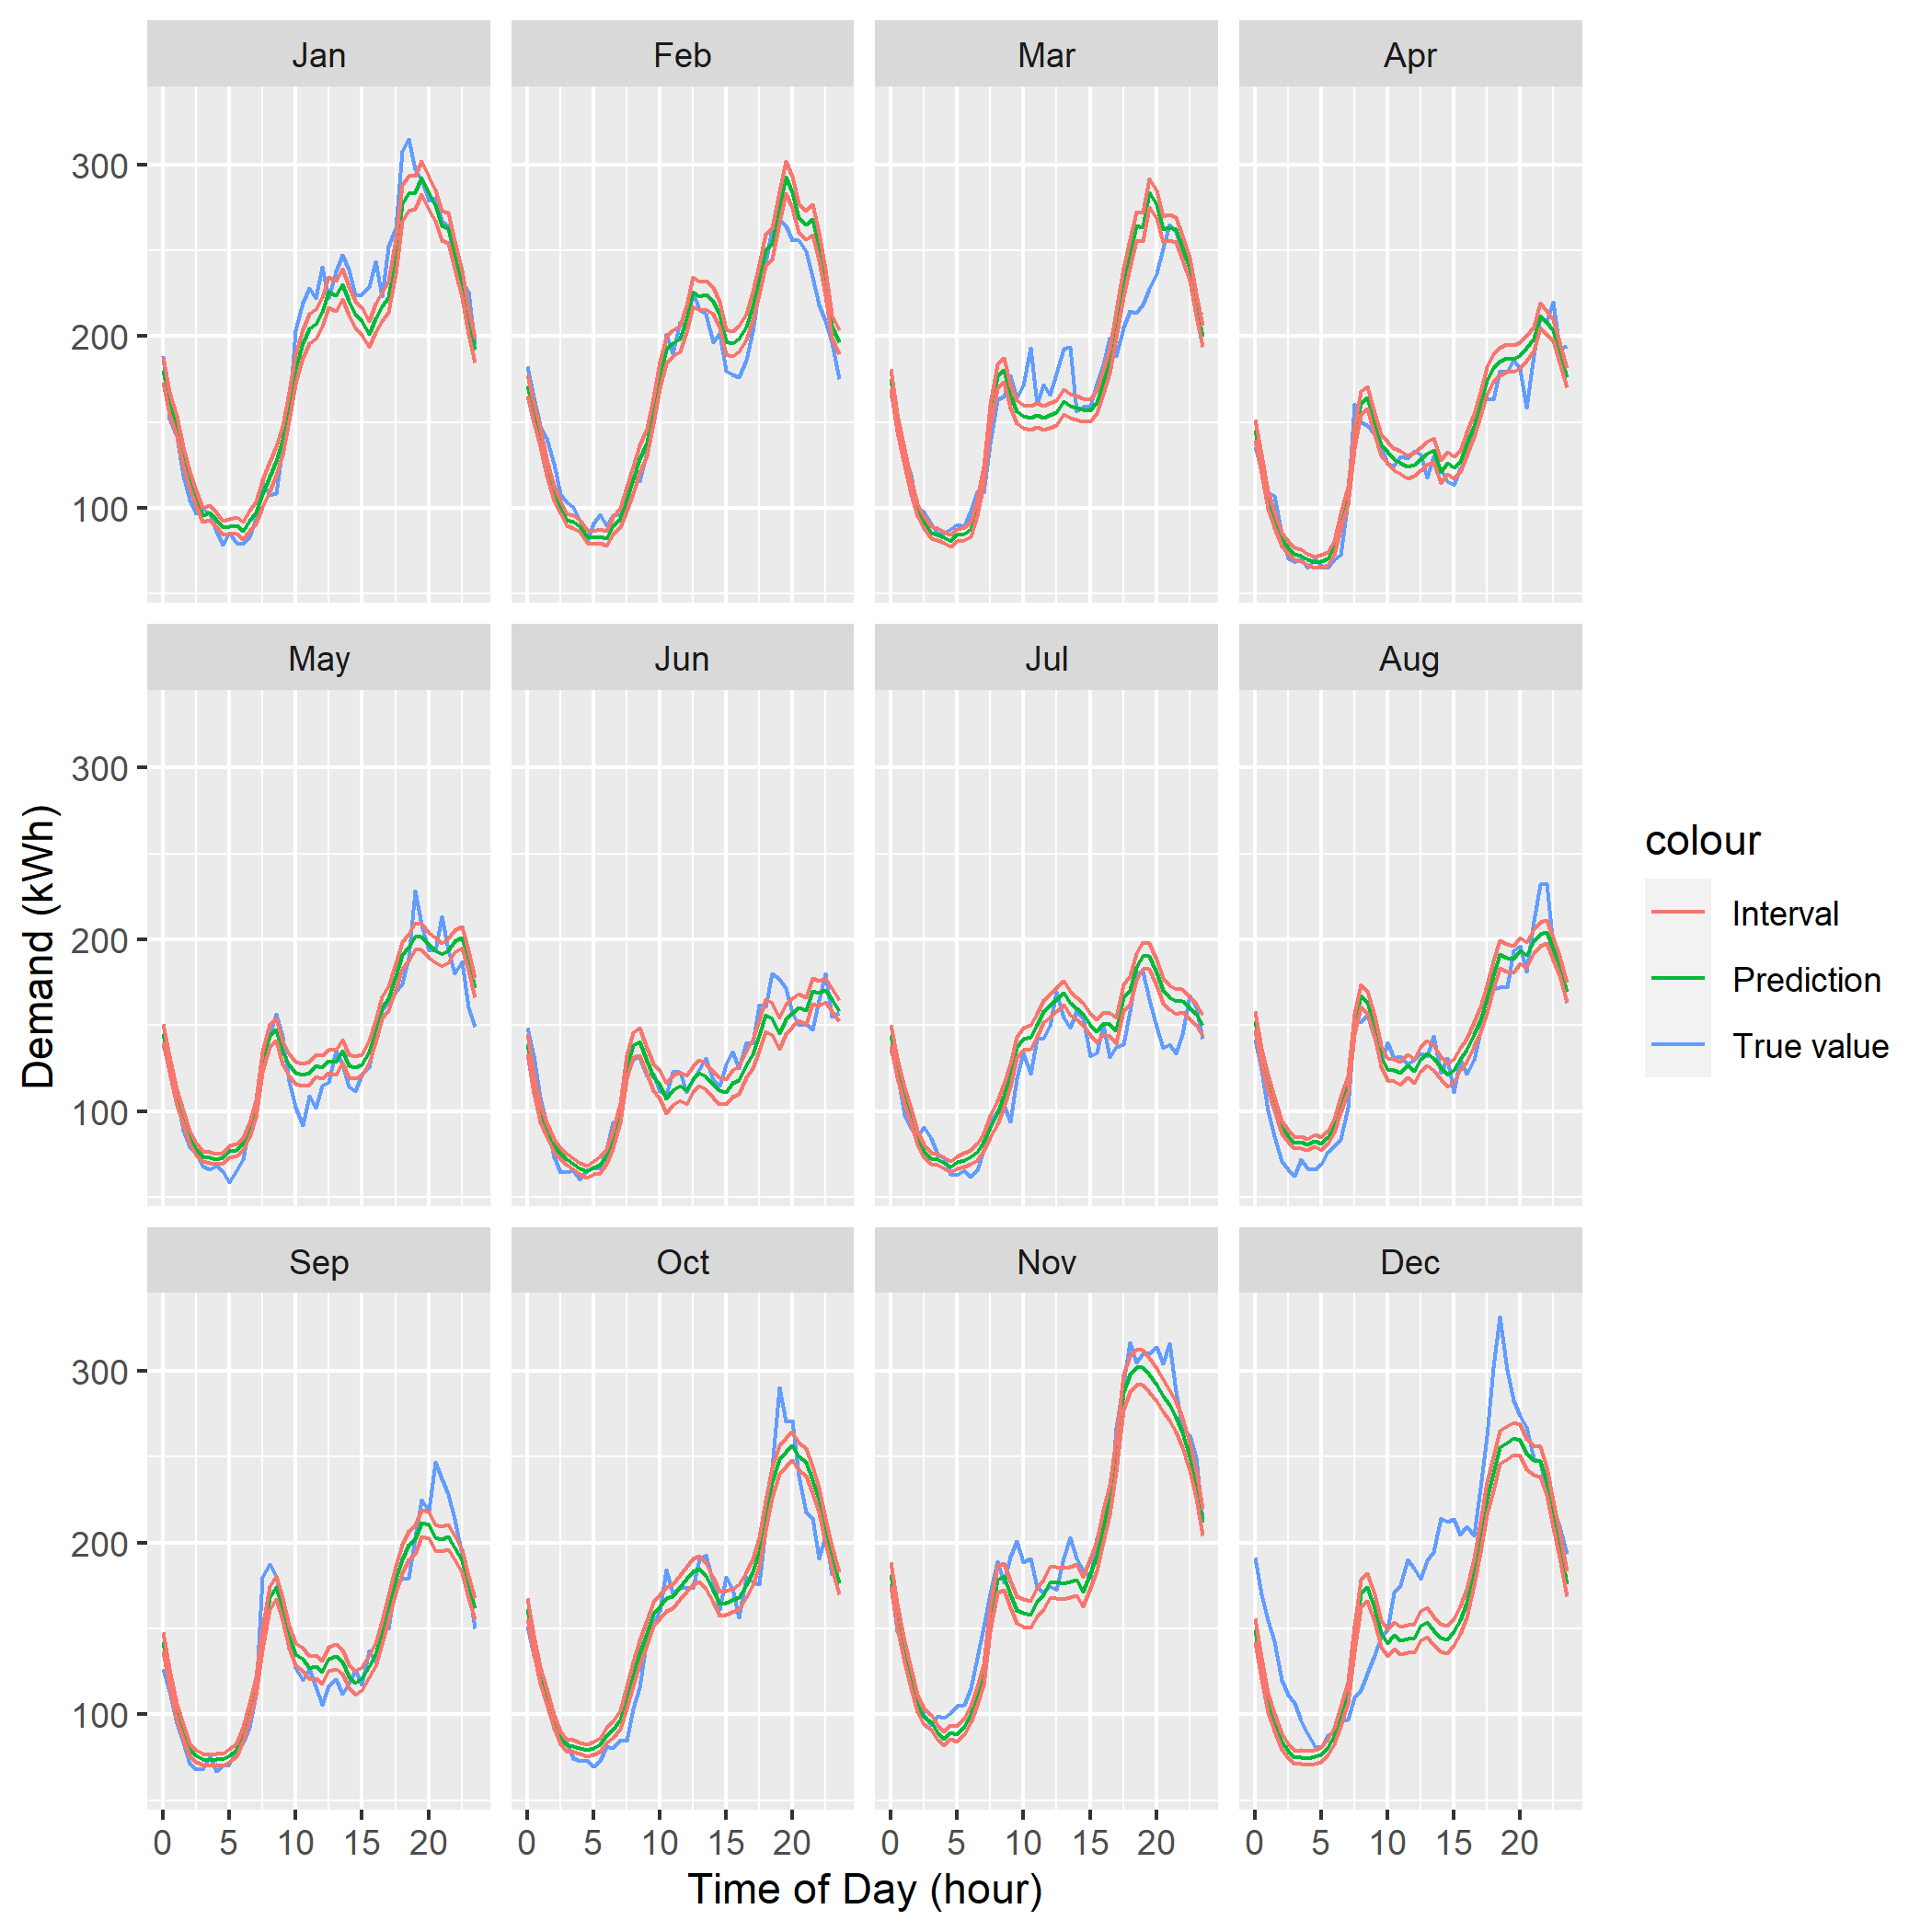 Jan Feb Mar Apr
300
200
100
May Jun Jul Aug
300
200
100
Sep Oct Nov Dec
300
200
100
0 5 10 15 20 0 5 10 15 20 0 5 10 15 20 0 5 10 15 20
Time of Day (hour)
Demand (kWh)
colour
Interval
Prediction
True value